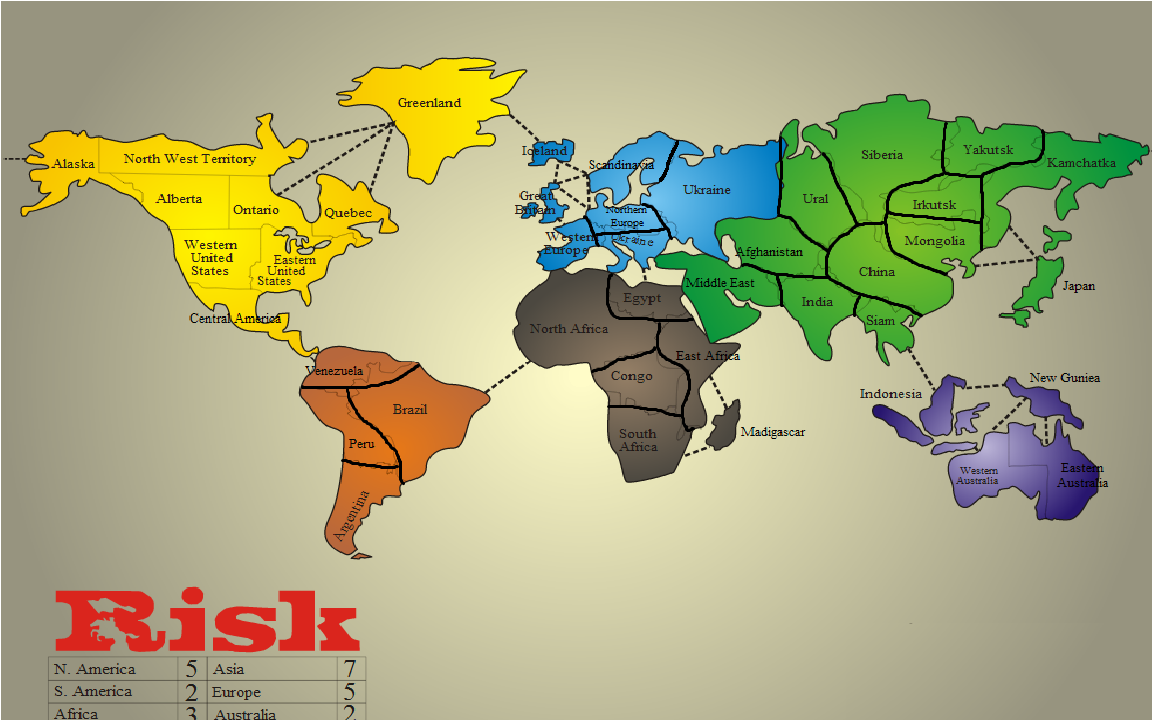 Greenland
Alaska
North West Territory
Alberta
Ontario
Quebec
Western
United
States
Eastern
United
States
Central America
Venezuela
Brazil
Peru
Argentina
Iceland
Scandinavia
Great
Britain
Northern
Europe
Western
Europe
Ukraine
Ukraine
North Africa
Egypt
East Africa
Congo
South
Africa
Madigascar
Ural
Siberia
Yakutsk
Kamchatka
Irkutsk
Mongolia
Afghanistan
China
Middle East
India
Siam
Japan
Indonesia
New Guniea
Western
Australia
Eastern
Australia
Risk
N. America 5 Asia 7
S. America 2 Europe 5
Africa 3 Australia 2